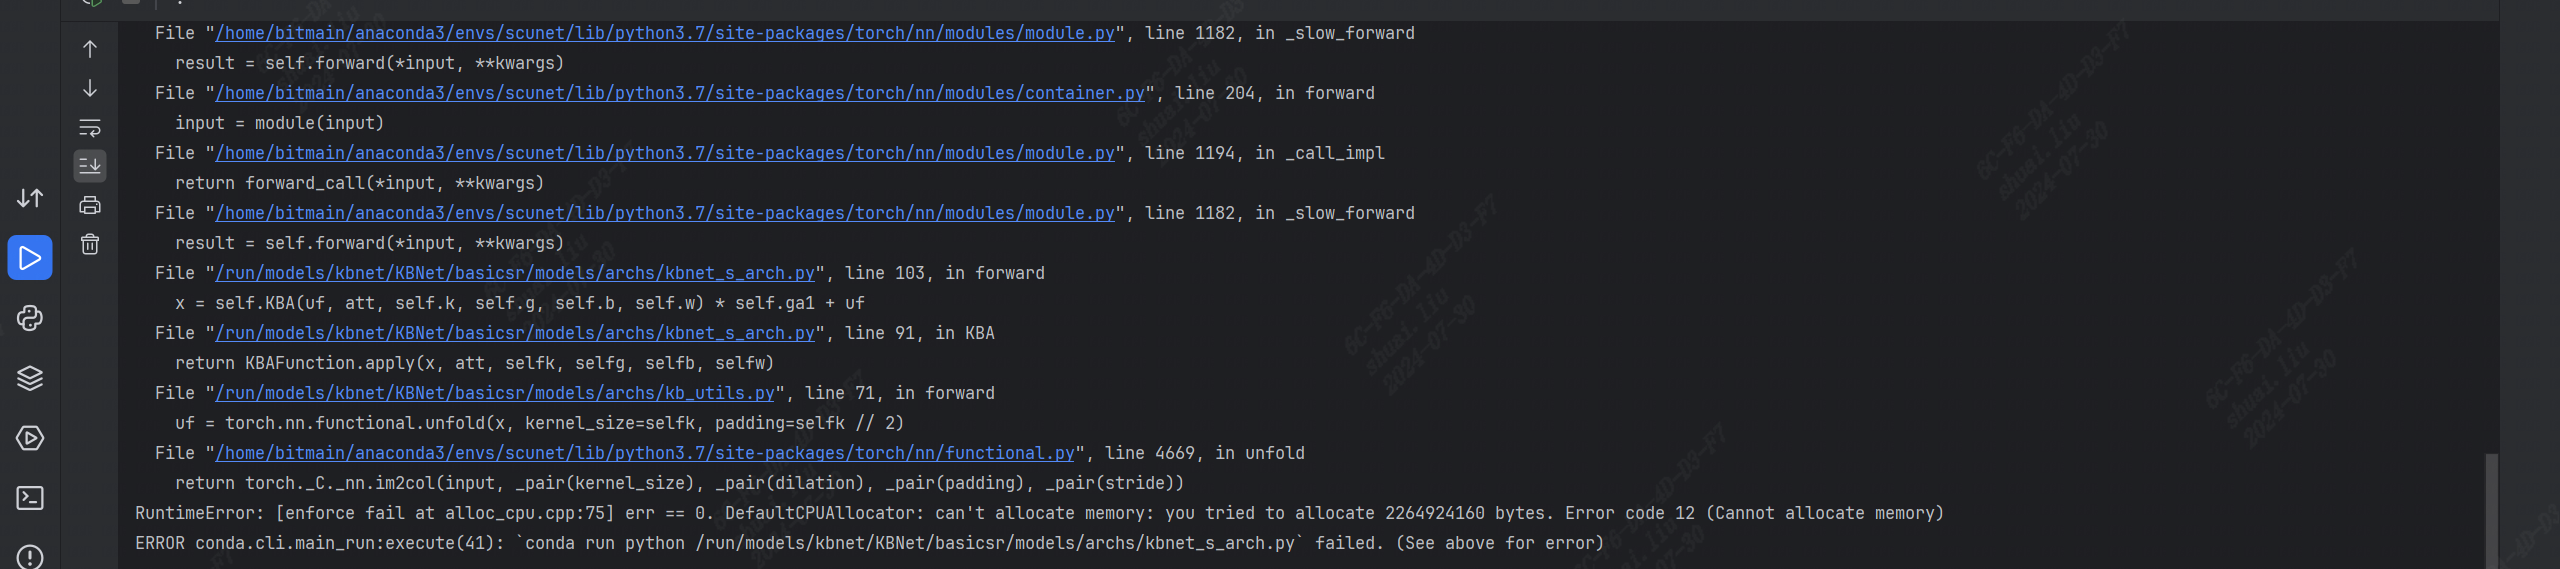 File "/home/bitmain/anaconda3/envs/scunet/lib/python3.7/site-packages/torch/nn/modules/module.py", line 1182, in _slow_forward
result = self.forward(*input, **kwargs)
File "/home/bitmain/anaconda3/envs/scunet/lib/python3.7/site-packages/torch/nn/modules/container.py", line 204, in forward
input = module(input)
File "/home/bitmain/anaconda3/envs/scunet/lib/python3.7/site-packages/torch/nn/modules/module.py", line 1194, in _call_impl
return forward_call(*input, **kwargs)
File "/home/bitmain/anaconda3/envs/scunet/lib/python3.7/site-packages/torch/nn/modules/module.py", line 1182, in _slow_forward
result = self.forward(*input, **kwargs)
File "/run/models/kbnet/KBNet/basicsr/models/archs/kbnet_s_arch.py", line 103, in forward
x = self.KBA(uf, att, self.k, self.g, self.b, self.w) * self.ga1 + uf
File "/run/models/kbnet/KBNet/basicsr/models/archs/kbnet_s_arch.py", line 91, in KBA
return KBAFunction.apply(x, att, selfk, selfg, selfb, selfw)
File "/run/models/kbnet/KBNet/basicsr/models/archs/kb_utils.py", line 71, in forward
uf = torch.nn.functional.unfold(x, kernel_size=selfk, padding=selfk // 2)
File "/home/bitmain/anaconda3/envs/scunet/lib/python3.7/site-packages/torch/nn/functional.py", line 4669, in unfold
return torch._C._nn.im2col(input, _pair(kernel_size), _pair(dilation), _pair(padding), _pair(stride))
RuntimeError: [enforce fail at alloc_cpu.cpp:75] err == 0. DefaultCPUAllocator: can't allocate memory: you tried to allocate 2264924160 bytes. Error code 12 (Cannot allocate memory)
ERROR conda.cli.main_run:execute(41): `conda run python /run/models/kbnet/KBNet/basicsr/models/archs/kbnet_s_arch.py` failed. (See above for error)
6C-F6-DA-4D-D3-F7
shuai.liu
2024-07-30